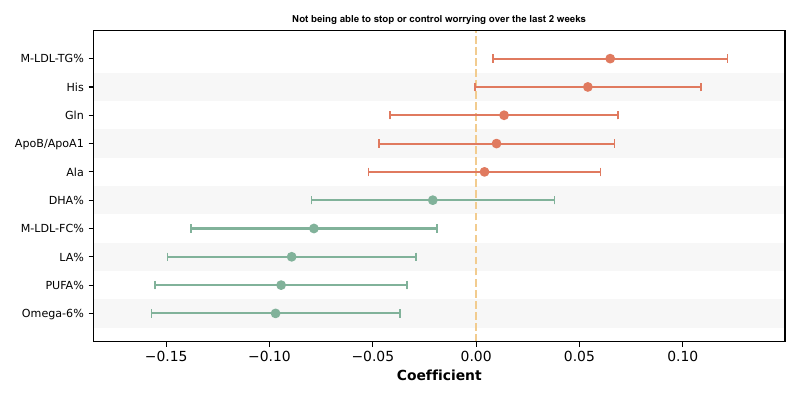 Not being able to stop or control worrying over the last 2 weeks
M-LDL-TG%
His
Gln
ApoB/ApoA1
Ala
DHA%
M-LDL-FC%
LA%
PUFA%
Omega-6%
−0.15 −0.10 −0.05 0.00 0.05 0.10
Coefficient